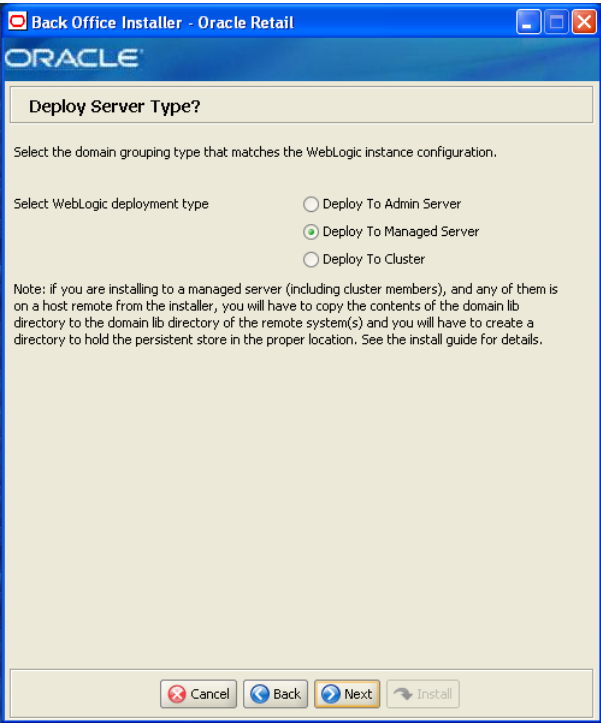 Back Office Installer - Oracle Retail
ORACLE
Deploy Server Type?
Select the domain grouping type that matches the WebLogic instance configuration.
Select WebLogic deployment type
Deploy To Admin Server
Deploy To Managed Server
Deploy To Cluster
Note: if you are installing to a managed server (including cluster members), and any of them is
on a host remote from the installer, you will have to copy the contents of the domain lib
directory to the domain lib directory of the remote system(s) and you will have to create a
directory to hold the persistent store in the proper location. See the install guide for details.
Cancel Back Next Install